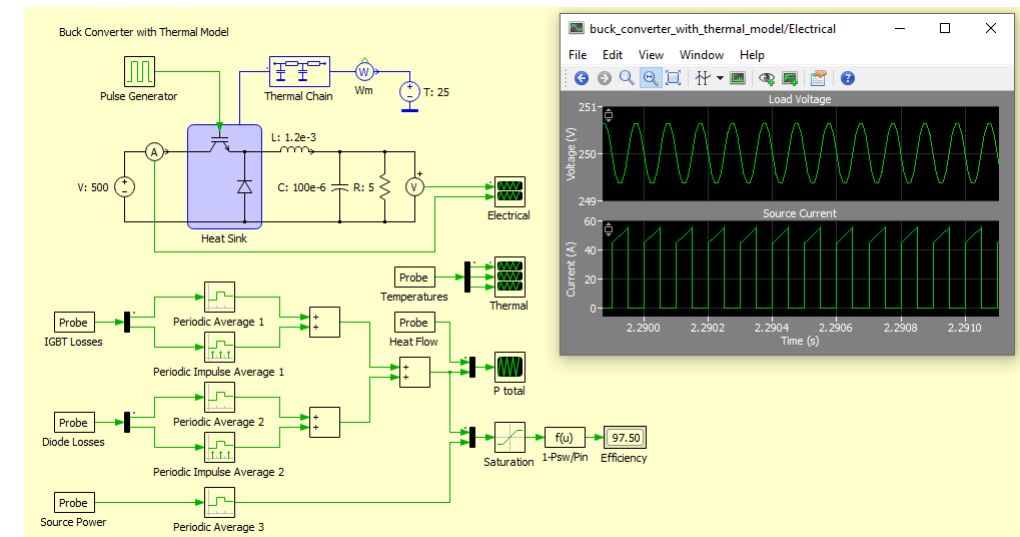 Buck Converter with Thermal Model
Pulse Generator
Thermal Chain
W
Wm
T: 25
A
L: 1.2e-3
V: 500
C: 100e-6
R: 5
V
Heat Sink
Electrical
Probe
Temperatures
Thermal
Probe
IGBT Losses
Periodic Average 1
Periodic Impulse Average 1
Probe
Heat Flow
P total
Probe
Diode Losses
Periodic Average 2
Periodic Impulse Average 2
Saturation
f(u)
1-Psw/Pin
97.50
Efficiency
Probe
Source Power
Periodic Average 3
buck_converter_with_thermal_model/Electrical
File Edit View Window Help
Load Voltage
Voltage (V)
251
250
249
Source Current
Current (A)
60
40
20
0
2.2900 2.2902 2.2904 2.2906 2.2908 2.2910
Time (s)